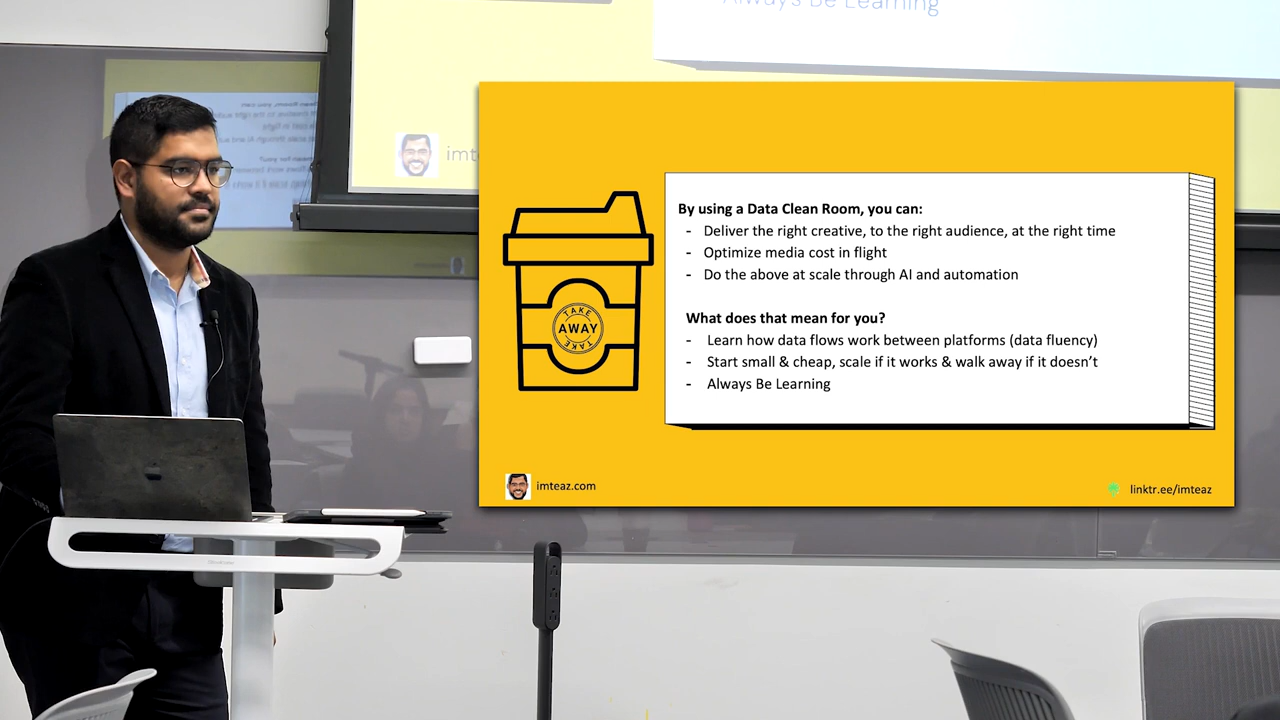 Always Be Learning
imt
By using a Data Clean Room, you can:
- Deliver the right creative, to the right audience, at the right time
- Optimize media cost in flight
- Do the above at scale through AI and automation
What does that mean for you?
- Learn how data flows work between platforms (data fluency)
- Start small & cheap, scale if it works & walk away if it doesn’t
- Always Be Learning
TAKE
AWAY
TAKE
imteaz.com
linktr.ee/imteaz